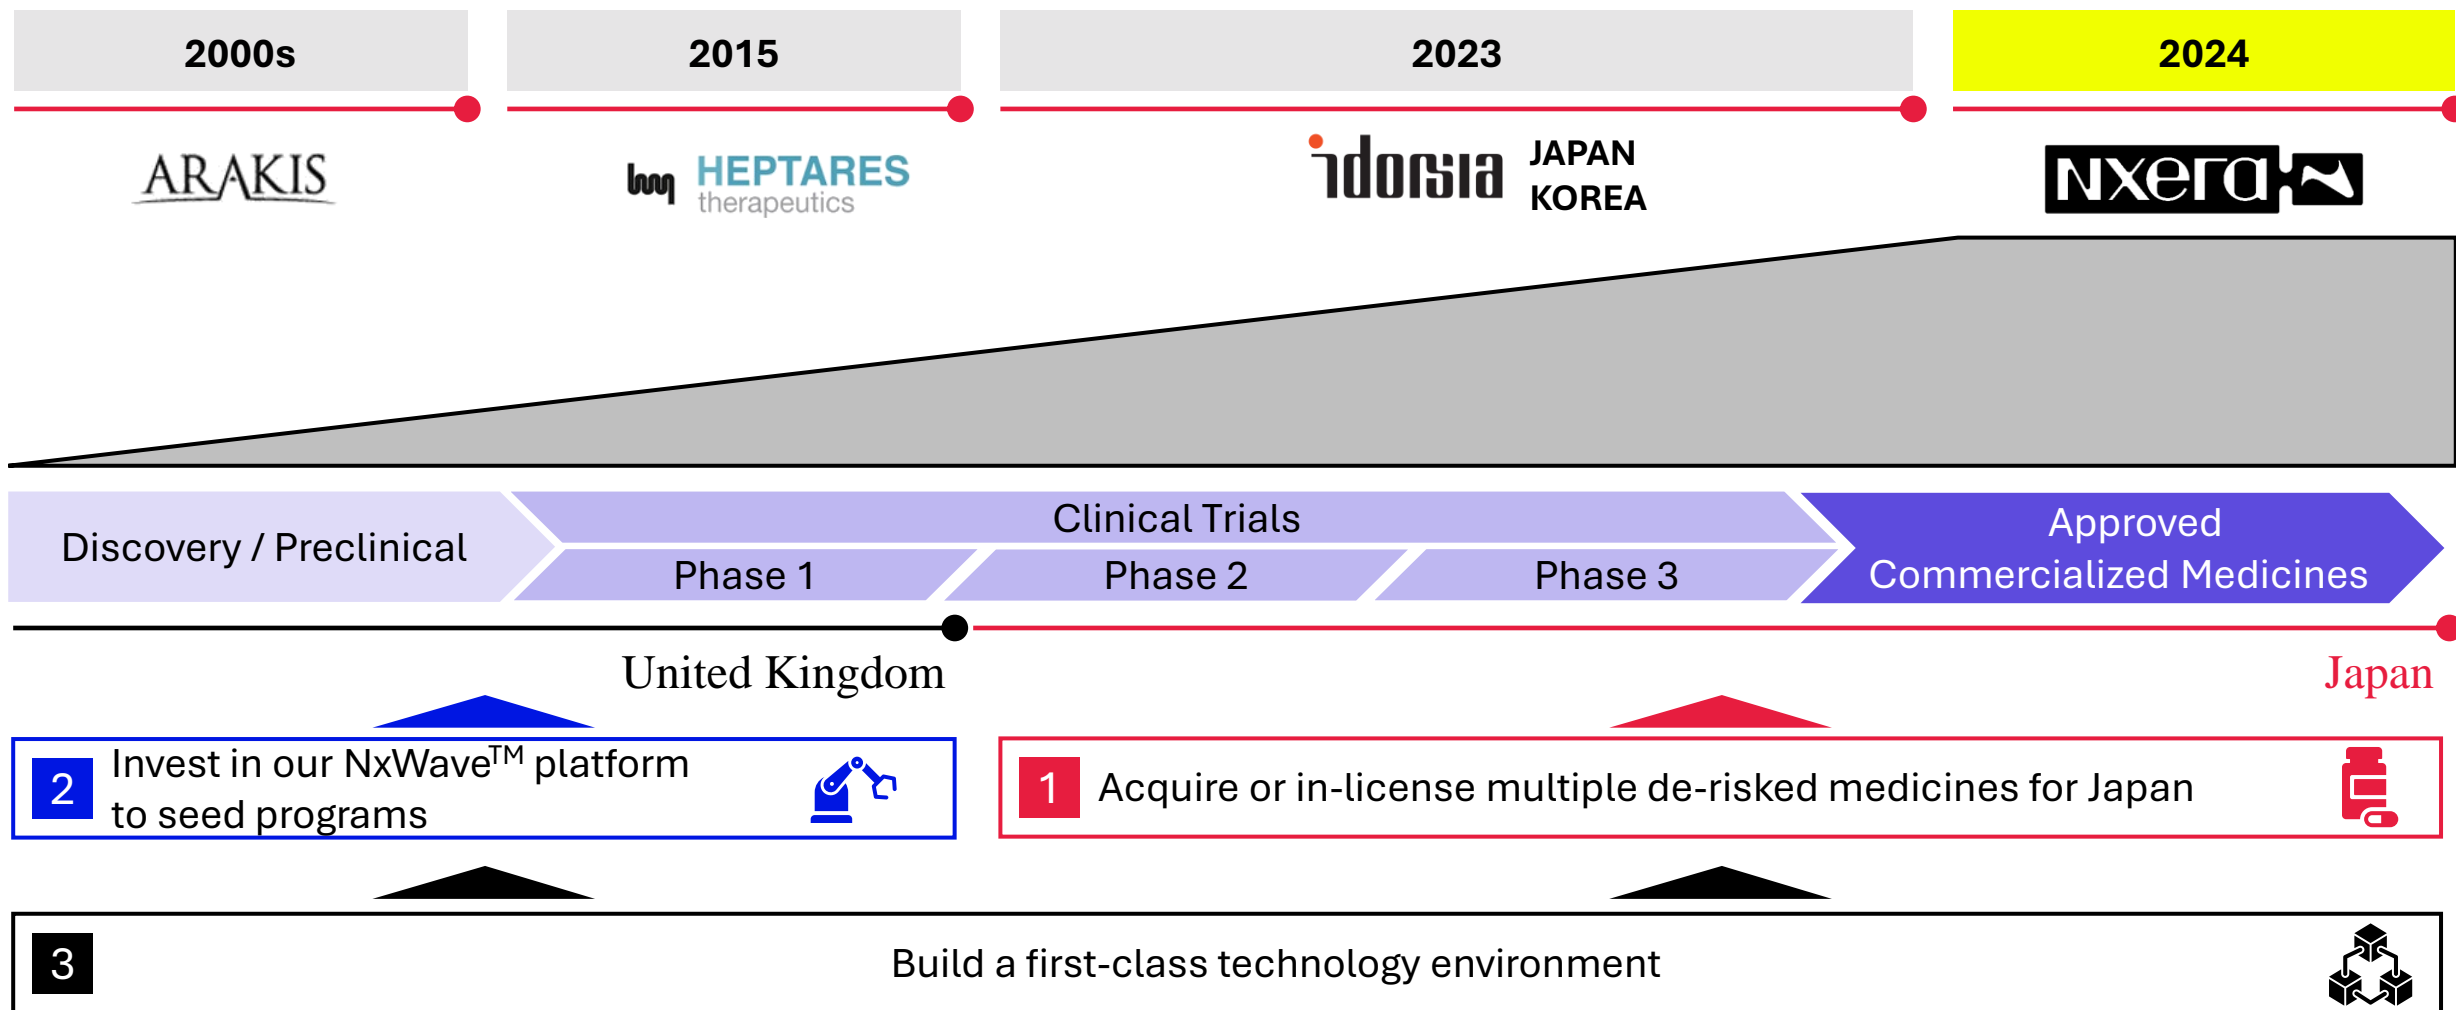 2000s
2015
2023
2024
ARAKIS
HEPTARES
therapeutics
idorsia
JAPAN
KOREA
Nxera
Discovery / Preclinical
Clinical Trials
Phase 1
Phase 2
Phase 3
Approved
Commercialized Medicines
United Kingdom
Japan
2
Invest in our NxWave™ platform
to seed programs
1
Acquire or in-license multiple de-risked medicines for Japan
3
Build a first-class technology environment